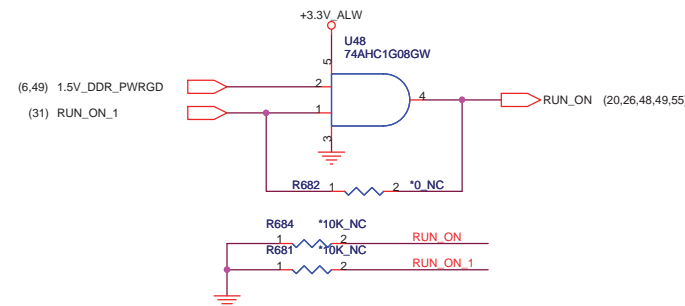 +3.3V_ALW
U48
74AHC1G08GW
5
(6,49) 1.5V_DDR_PWRGD 2
4 RUN_ON (20,26,48,49,55)
(31) RUN_ON_1 1
3
R682 1 2 *0_NC
R684 *10K_NC
1 2 RUN_ON
R681 *10K_NC
1 2 RUN_ON_1